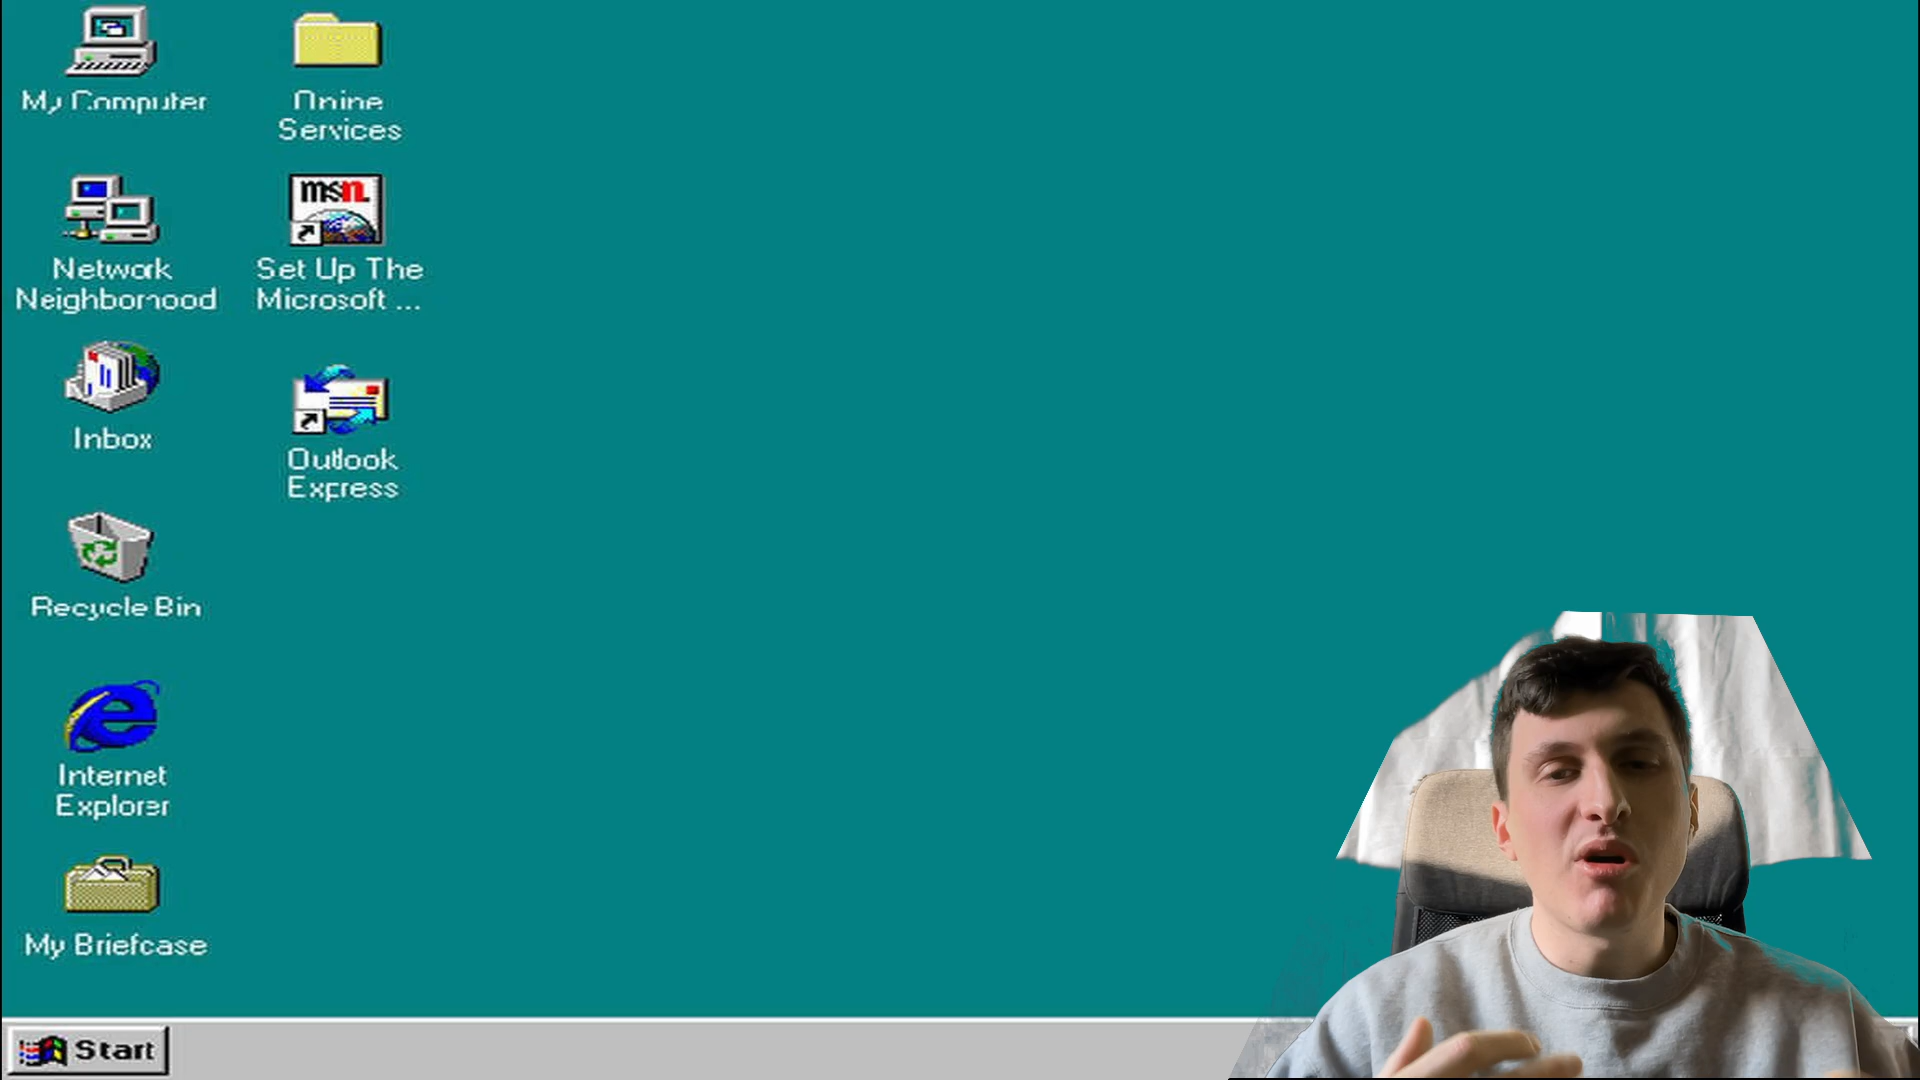 My Computer
Online
Services
msn
Network
Neighborhood
Set Up The
Microsoft ...
Inbox
Outlook
Express
Recycle Bin
Internet
Explorer
My Briefcase
Start